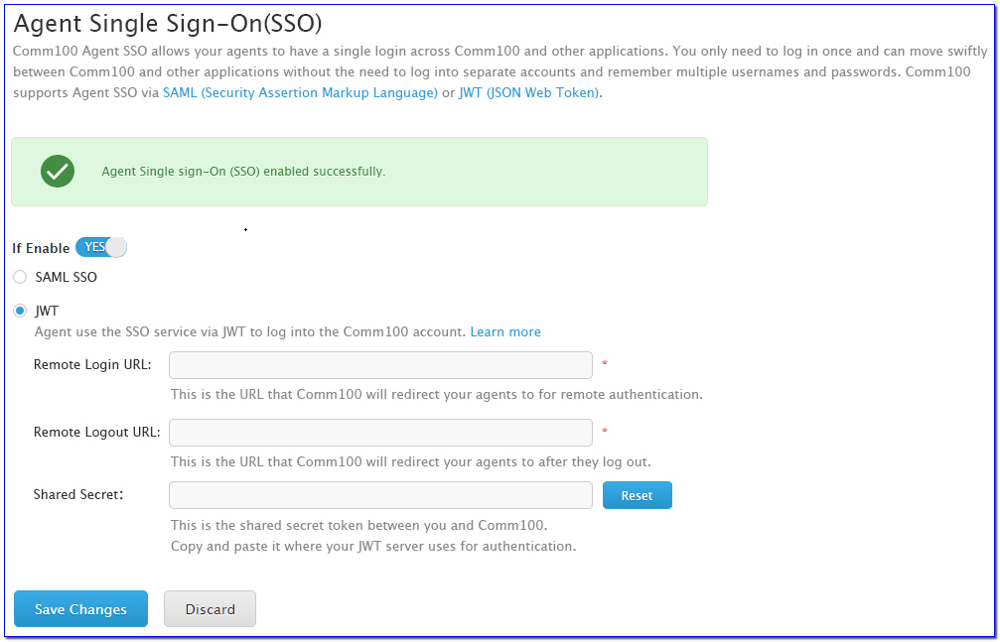 Agent Single Sign-On(SSO)
Comm100 Agent SSO allows your agents to have a single login across Comm100 and other applications. You only need to log in once and can move swiftly
between Comm100 and other applications without the need to log into separate accounts and remember multiple usernames and passwords. Comm100
supports Agent SSO via SAML (Security Assertion Markup Language) or JWT (JSON Web Token).
Agent Single sign-On (SSO) enabled successfully.
If Enable YES
SAML SSO
JWT
Agent use the SSO service via JWT to log into the Comm100 account. Learn more
Remote Login URL: *
This is the URL that Comm100 will redirect your agents to for remote authentication.
Remote Logout URL: *
This is the URL that Comm100 will redirect your agents to after they log out.
Shared Secret: Reset
This is the shared secret token between you and Comm100.
Copy and paste it where your JWT server uses for authentication.
Save Changes Discard